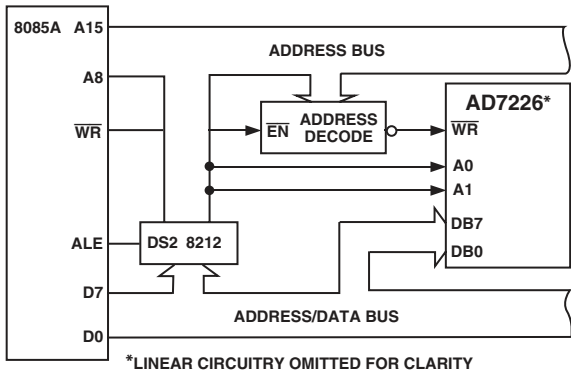 8085A A15
ADDRESS BUS
A8
AD7226*
EN ADDRESS
DECODE
WR
WR
A0
A1
DB7
ALE
DS2 8212
DB0
D7
ADDRESS/DATA BUS
D0
*LINEAR CIRCUITRY OMITTED FOR CLARITY